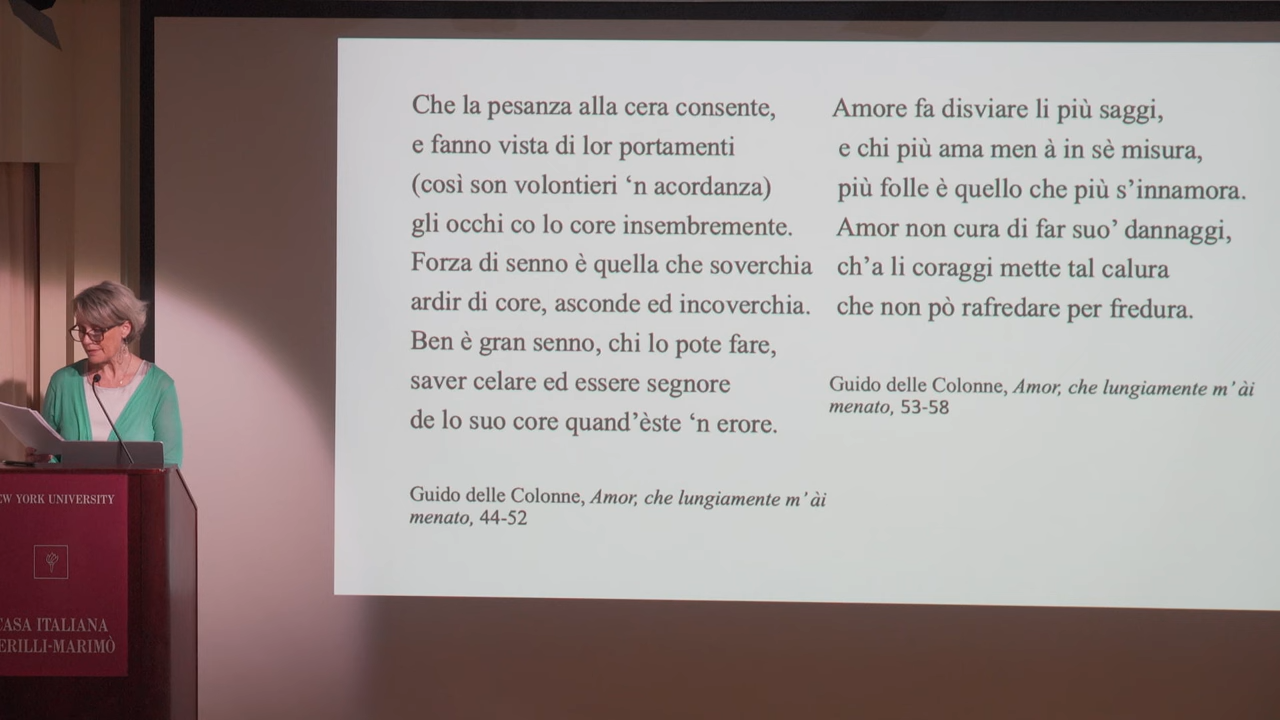 Che la pesanza alla cera consente,
e fanno vista di lor portamenti
(così son volontieri ‘n acordanza)
gli occhi co lo core insembremente.
Forza di senno è quella che soverchia
ardir di core, asconde ed incoverchia.
Ben è gran senno, chi lo pote fare,
saver celare ed essere segnore
de lo suo core quand’èste ‘n erore.
Guido delle Colonne, Amor, che lungiamente m’ài
menato, 44-52
Amore fa disviare li più saggi,
e chi più ama men à in sè misura,
più folle è quello che più s’innamora.
Amor non cura di far suo’ dannaggi,
ch’a li coraggi mette tal calura
che non pò rafredare per fredura.
Guido delle Colonne, Amor, che lungiamente m’ài
menato, 53-58
EW YORK UNIVERSITY
CASA ITALIANA
ERILLI-MARIMÒ